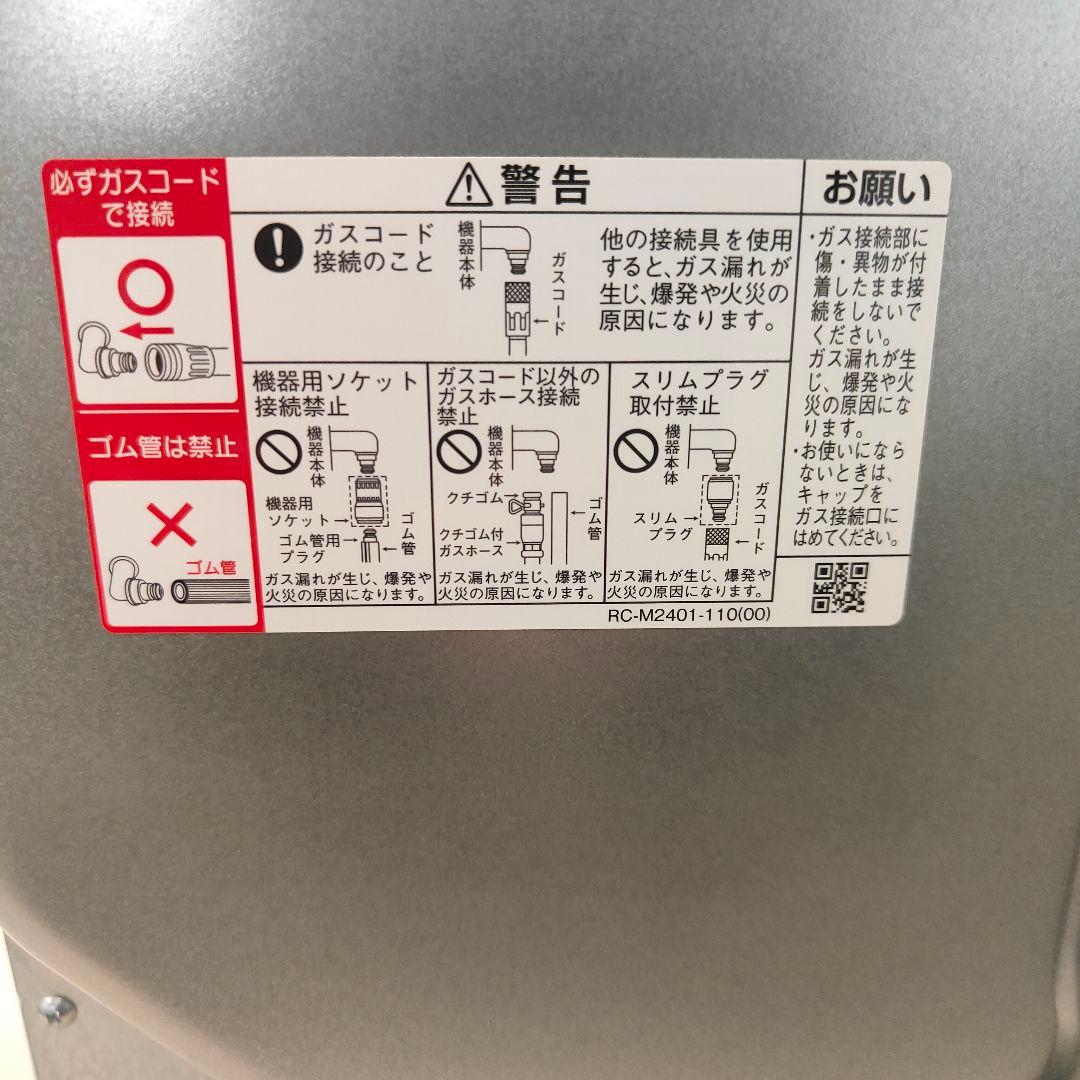 必ずガスコード
で接続
ゴム管は禁止
ゴム管
警告
ガスコード
接続のこと
機器本体
ガスコード
他の接続具を使用
すると、ガス漏れが
生じ、爆発や火災の
原因になります。
機器用ソケット
接続禁止
機器本体
機器用
ソケット
ゴム管用
プラグ
ゴム管
ガス漏れが生じ、爆発や
火災の原因になります。
ガスコード以外の
ガスホース接続
禁止
機器本体
クチゴム
クチゴム付
ガスホース
ゴム管
ガス漏れが生じ、爆発や
火災の原因になります。
スリムプラグ
取付禁止
機器本体
スリム
プラグ
ガスコード
ガス漏れが生じ、爆発や
火災の原因になります。
RC-M2401-110(00)
お願い
・ガス接続部に
傷・異物が付
着したまま接
続をしないで
ください。
ガス漏れが生
じ、爆発や火
災の原因にな
ります。
・お使いになら
ないときは、
キャップを
ガス接続口に
はめてください。